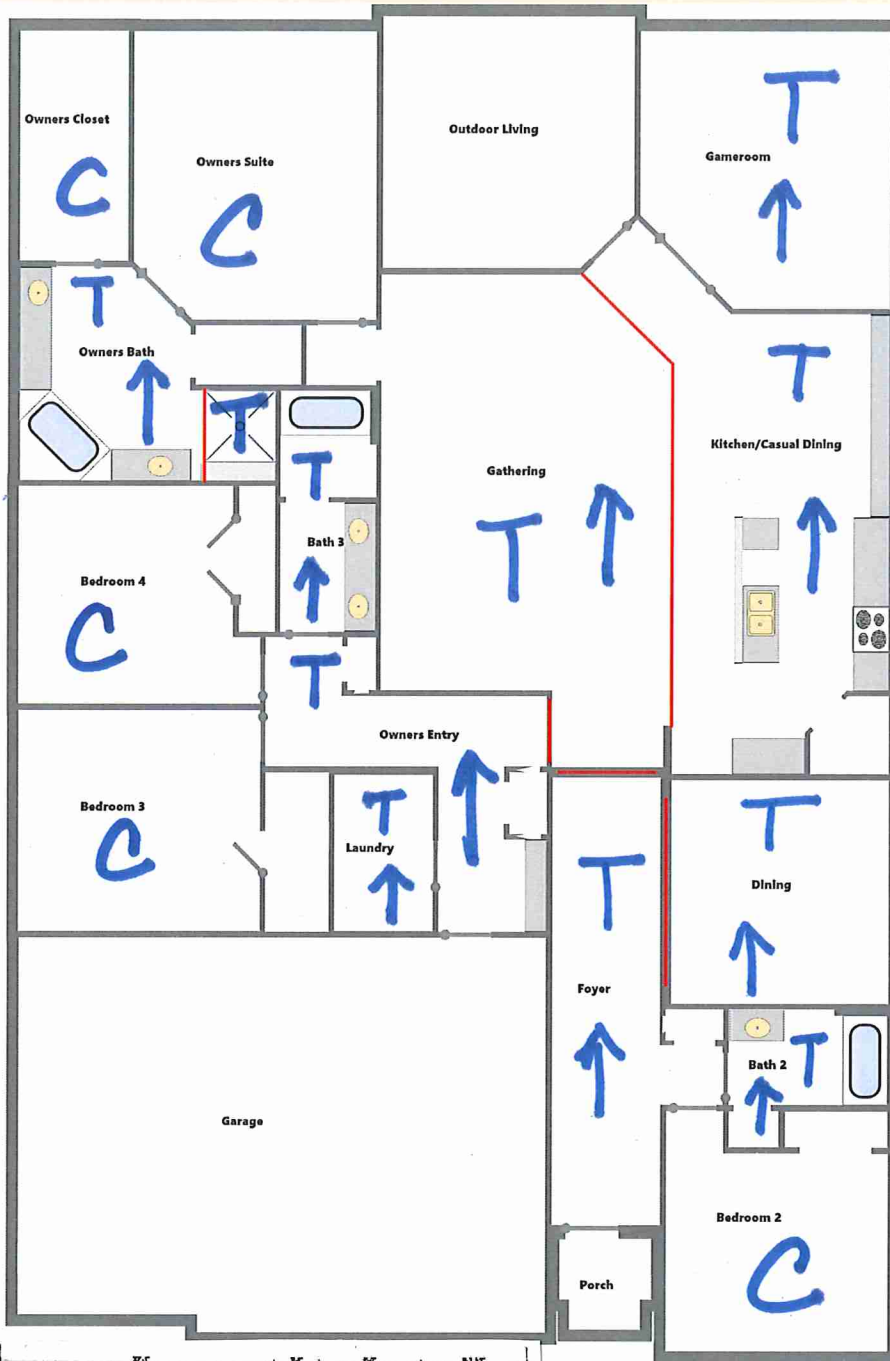 Owners Closet
C
Owners Suite
C
Outdoor Living
T
Gameroom
T
Owners Bath
T
T
Kitchen/Casual Dining
Gathering
T
T
Bath 3
Bedroom 4
C
T
Owners Entry
Bedroom 3
C
T
Laundry
T
Dining
T
Foyer
Bath 2
T
Garage
Bedroom 2
C
Porch